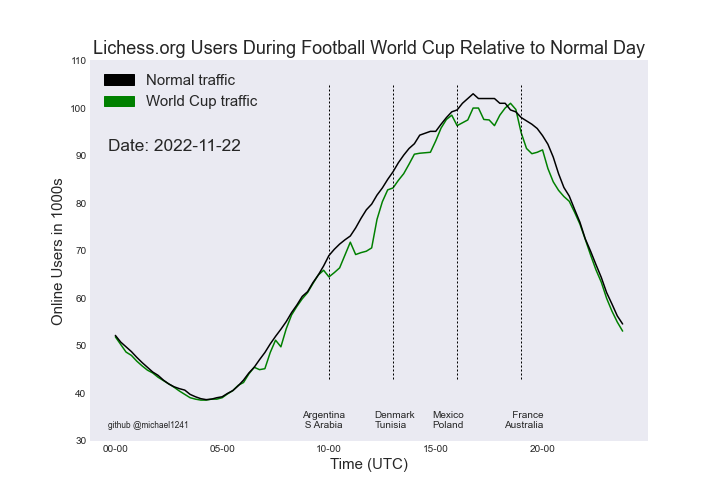 Lichess.org Users During Football World Cup Relative to Normal Day
110
Normal traffic
World Cup traffic
100
Date: 2022-11-22
90
80
70
60
50
40
30
Online Users in 1000s
Argentina
S Arabia
Denmark
Tunisia
Mexico
Poland
France
Australia
github @michael1241
00-00 05-00 10-00 15-00 20-00
Time (UTC)